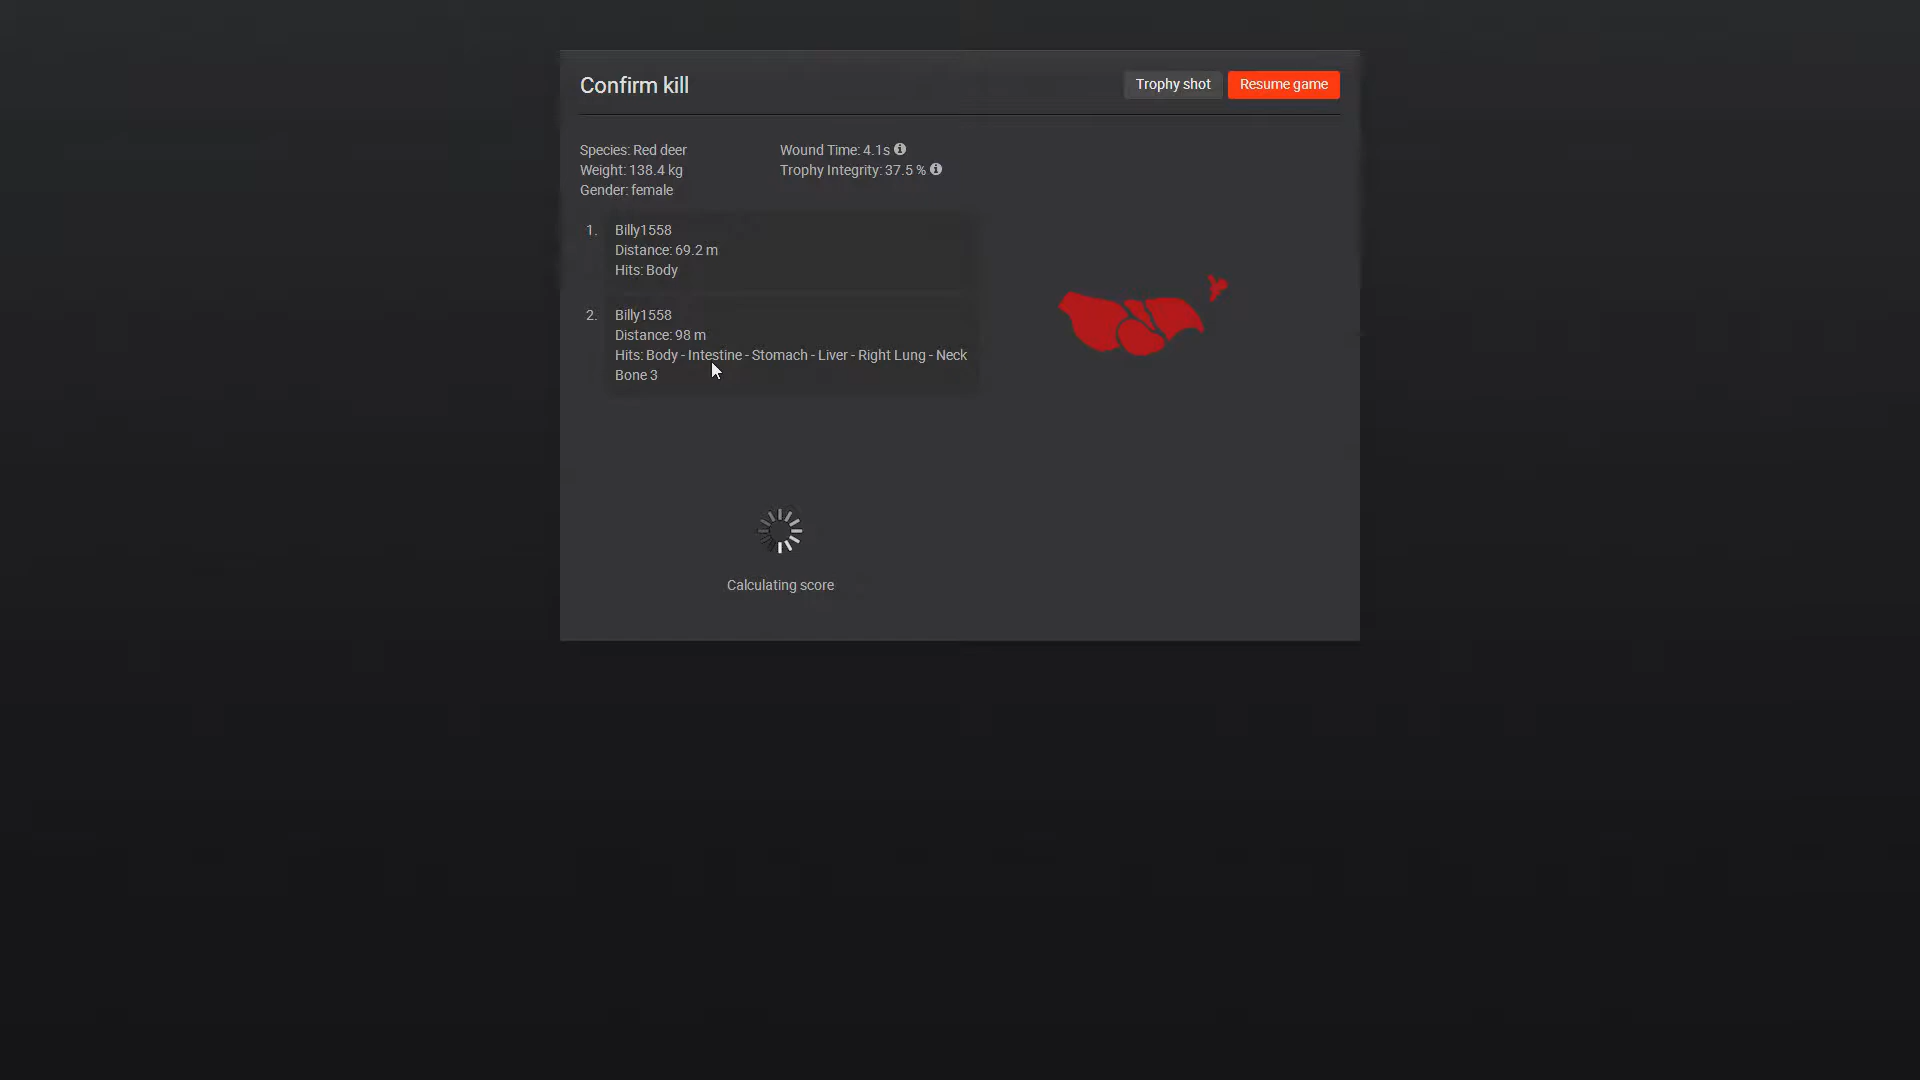 Confirm kill
Trophy shot
Resume game
Species: Red deer
Weight: 138.4 kg
Gender: female
Wound Time: 4.1s
Trophy Integrity: 37.5 %
1.
Billy1558
Distance: 69.2 m
Hits: Body
2.
Billy1558
Distance: 98 m
Hits: Body - Intestine - Stomach - Liver - Right Lung - Neck
Bone 3
Calculating score